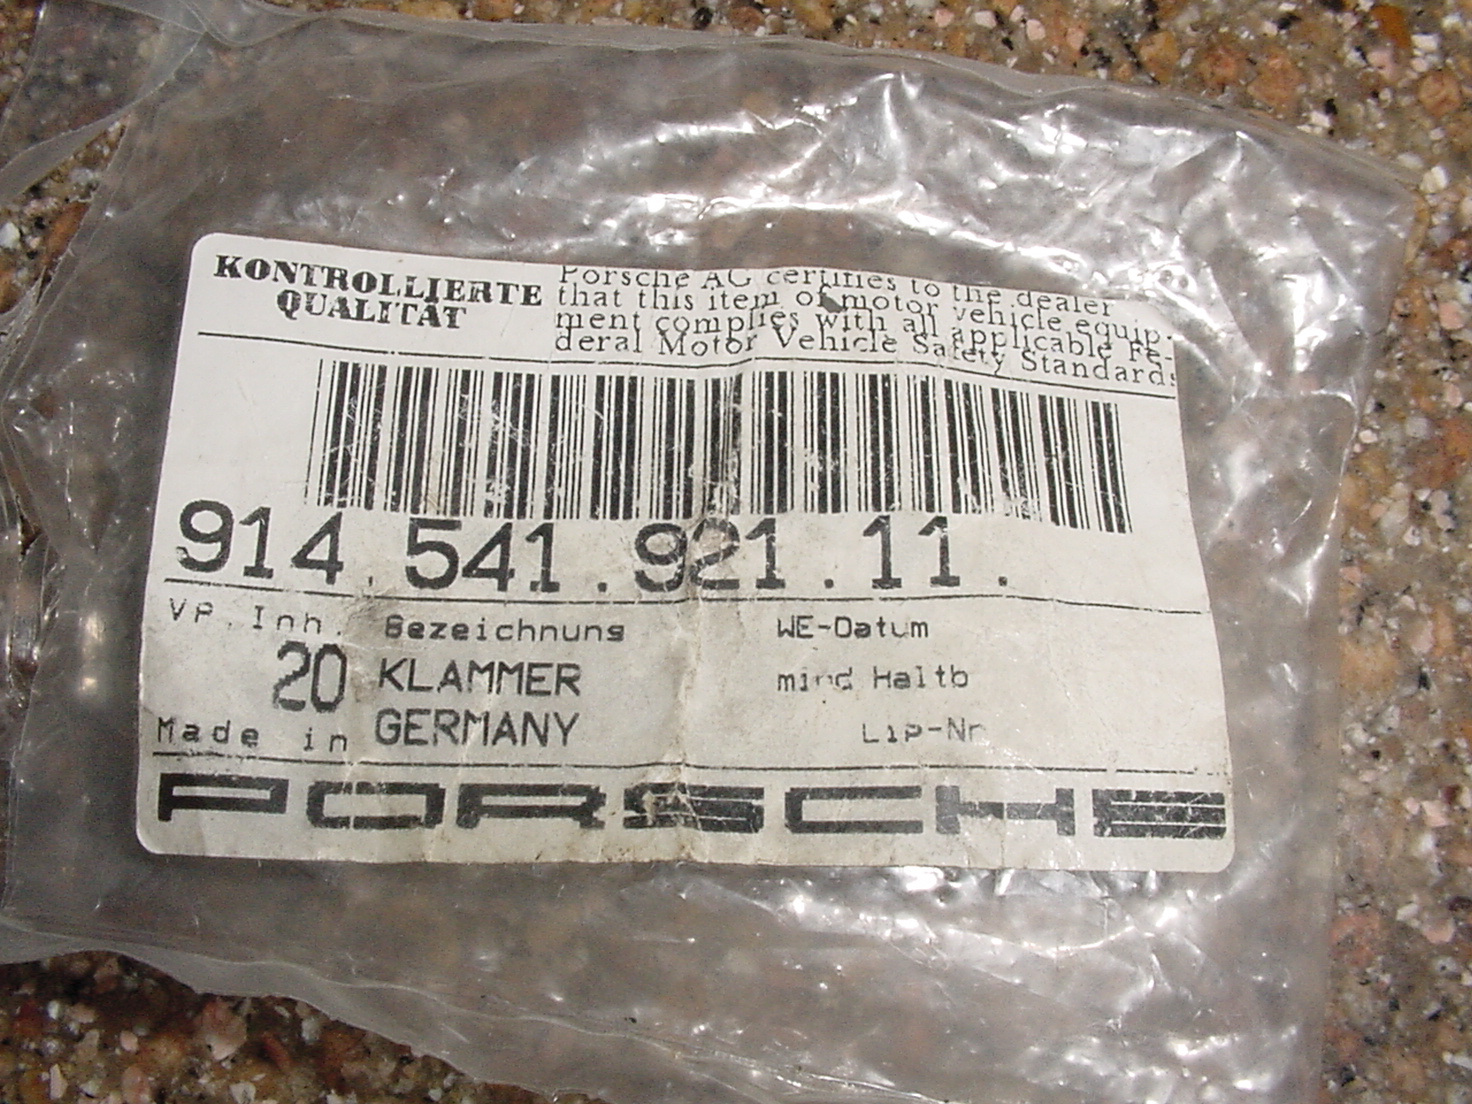 KONTROLLIERTE
QUALITÄT
Porsche AG certifies to the dealer
that this item of motor vehicle equip-
ment complies with all applicable Fe-
deral Motor Vehicle Safety Standards
914.541.921.11.
VP.Inh. Bezeichnung WE-Datum
20 KLAMMER mind Haltb
Made in GERMANY Lip-Nr
PORSCHE